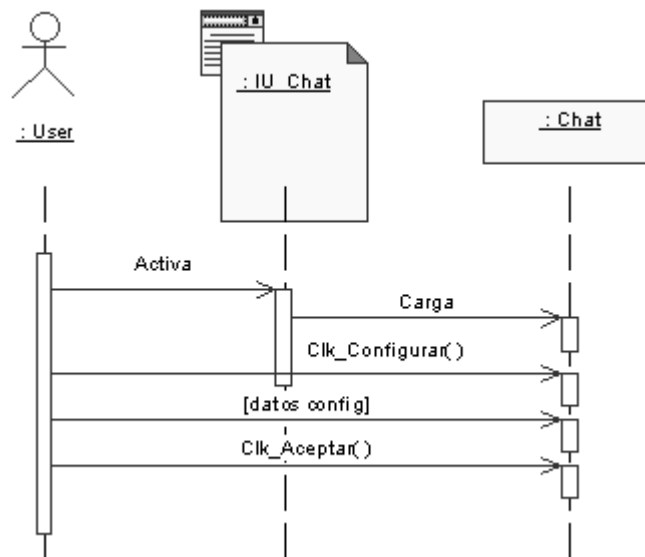 : IU_Chat
: Chat
: User
Activa
Carga
Clk_Configurar()
[datos config]
Clk_Aceptar()